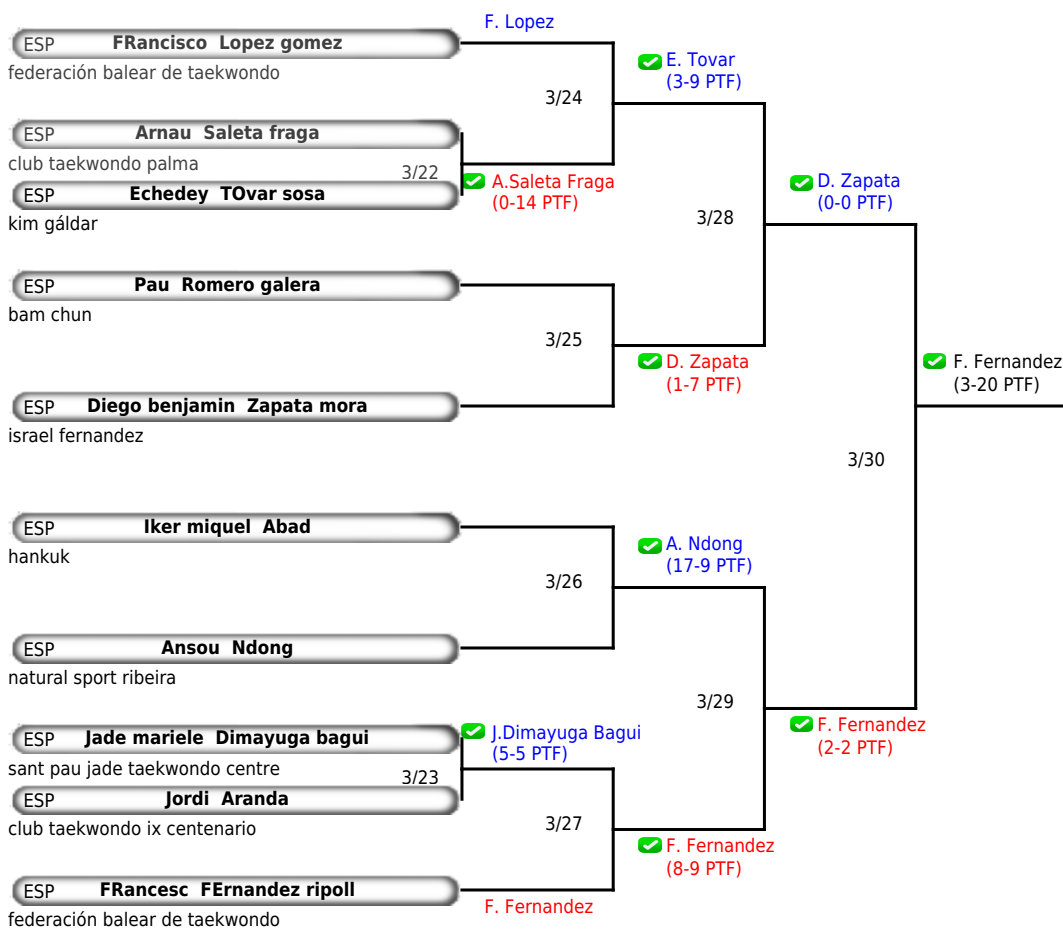 F. Lopez
ESP FRancisco Lopez gomez
federación balear de taekwondo
E. Tovar
(3-9 PTF)
3/24
ESP Arnau Saleta fraga
club taekwondo palma
3/22
A.Saleta Fraga
(0-14 PTF)
ESP Echedey TOvar sosa
kim gáldar
D. Zapata
(0-0 PTF)
3/28
ESP Pau Romero galera
bam chun
3/25
D. Zapata
(1-7 PTF)
F. Fernandez
(3-20 PTF)
ESP Diego benjamin Zapata mora
israel fernandez
3/30
ESP Iker miquel Abad
hankuk
A. Ndong
(17-9 PTF)
3/26
ESP Ansou Ndong
natural sport ribeira
3/29
F. Fernandez
(2-2 PTF)
ESP Jade mariele Dimayuga bagui
sant pau jade taekwondo centre
J.Dimayuga Bagui
(5-5 PTF)
3/23
ESP Jordi Aranda
club taekwondo ix centenario
3/27
F. Fernandez
(8-9 PTF)
ESP FRancesc FErnandez ripoll
federación balear de taekwondo
F. Fernandez